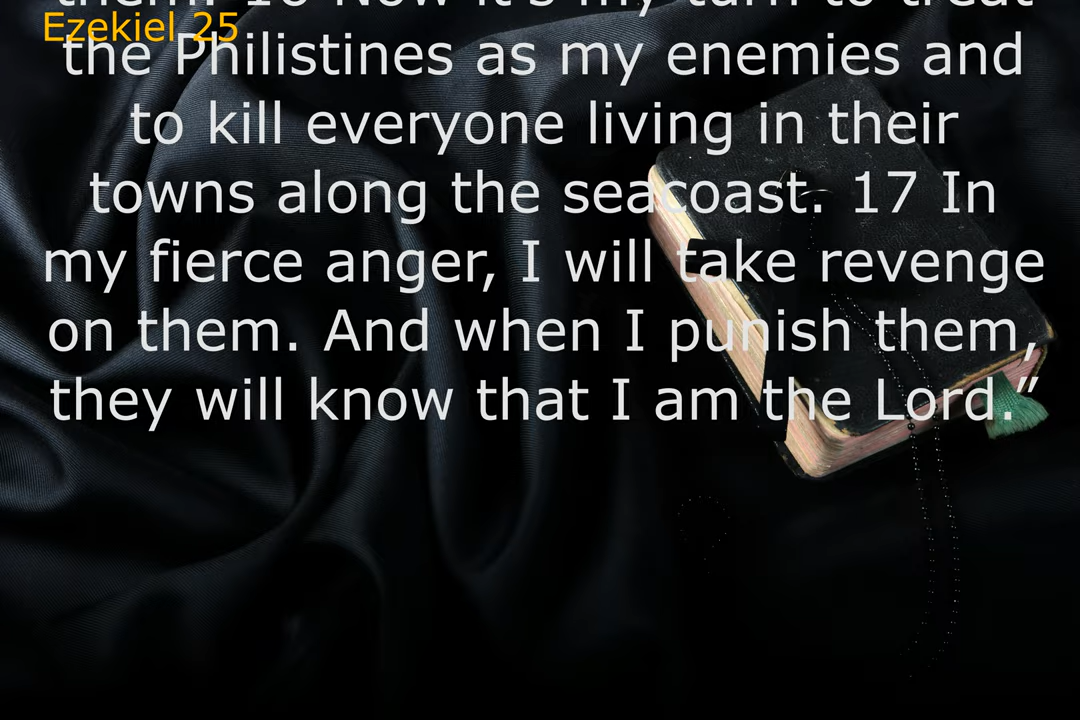 them. 16 Now it's my turn to treat
Ezekiel 25
the Philistines as my enemies and
to kill everyone living in their
towns along the seacoast. 17 In
my fierce anger, I will take revenge
on them. And when I punish them,
they will know that I am the Lord.”